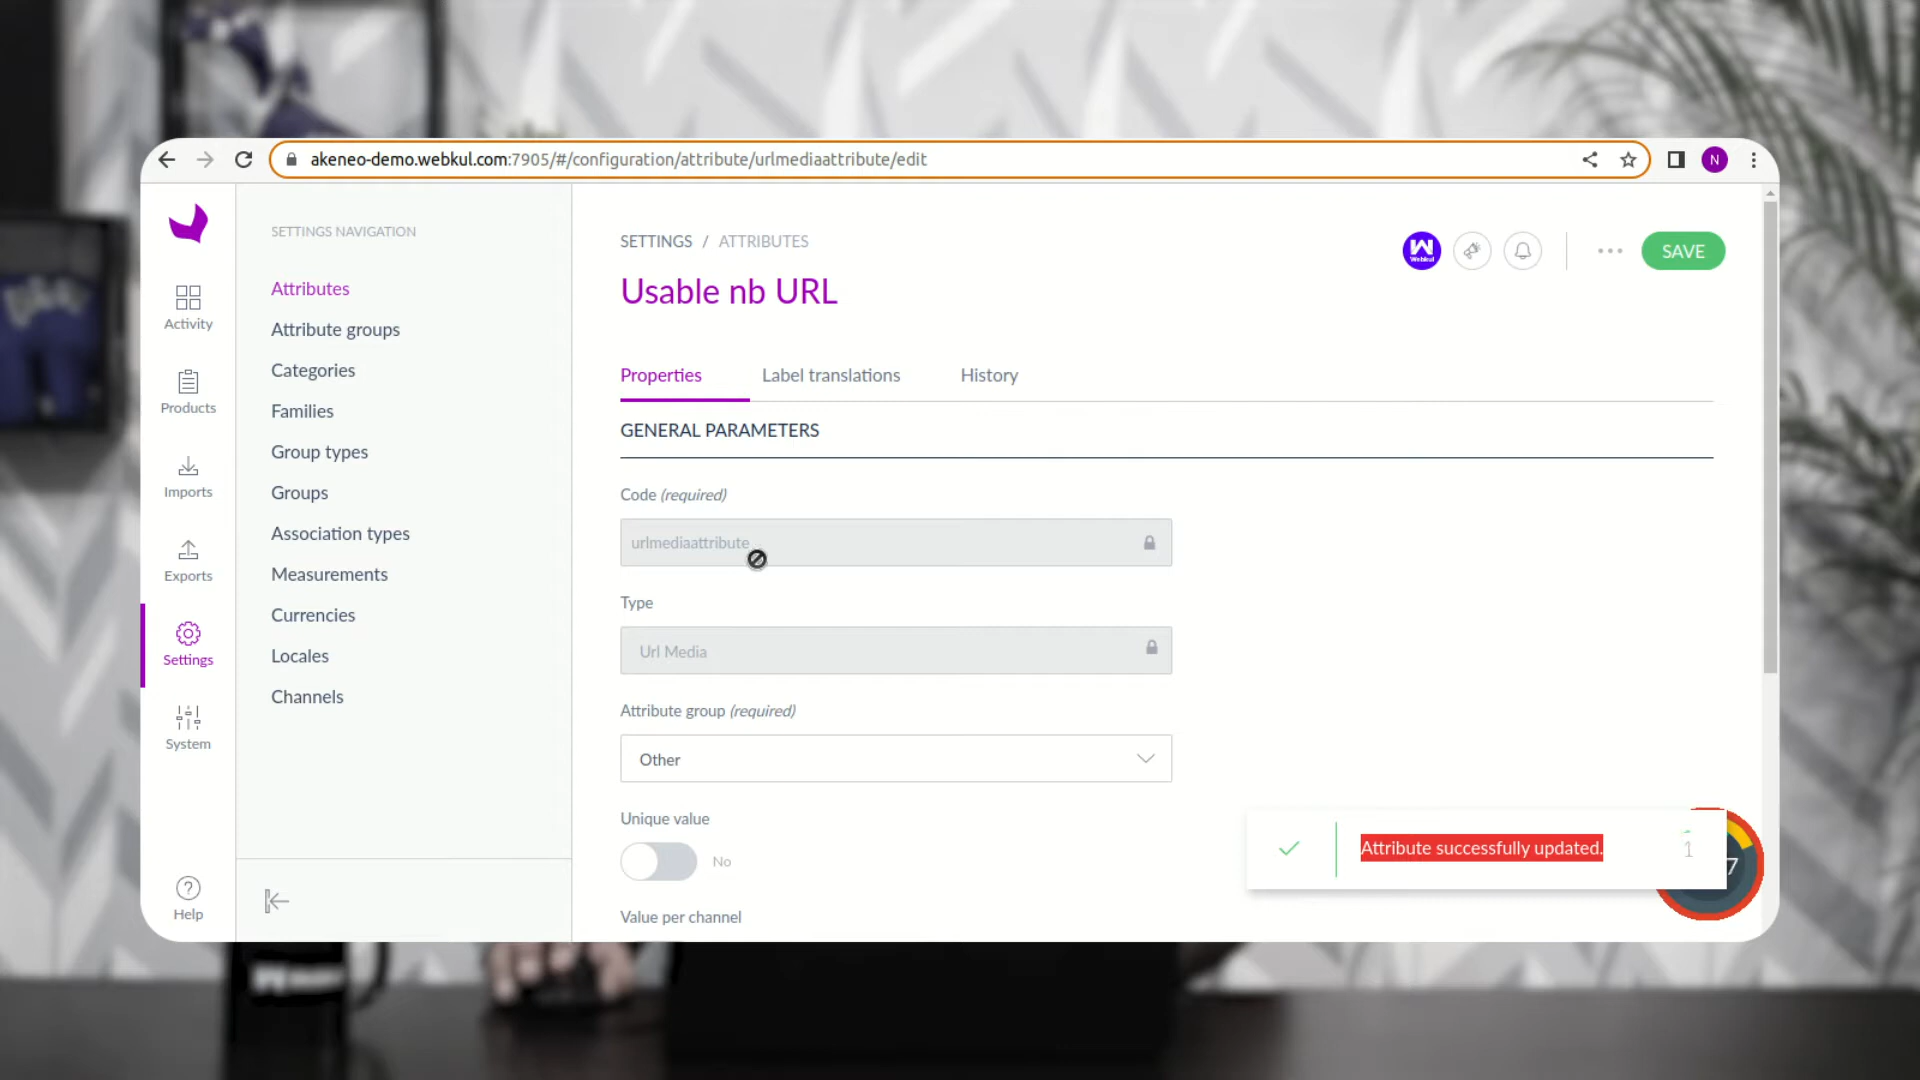 akeneo-demo.webkul.com:7905/#/configuration/attribute/urlmediaattribute/edit
N
SETTINGS NAVIGATION
Attributes
Attribute groups
Categories
Families
Group types
Groups
Association types
Measurements
Currencies
Locales
Channels
Activity
Products
Imports
Exports
Settings
System
Help
SETTINGS / ATTRIBUTES
W
Webkul
SAVE
Usable nb URL
Properties
Label translations
History
GENERAL PARAMETERS
Code (required)
urlmediaattribute
Type
Url Media
Attribute group (required)
Other
Unique value
No
Value per channel
Attribute successfully updated.
1
7